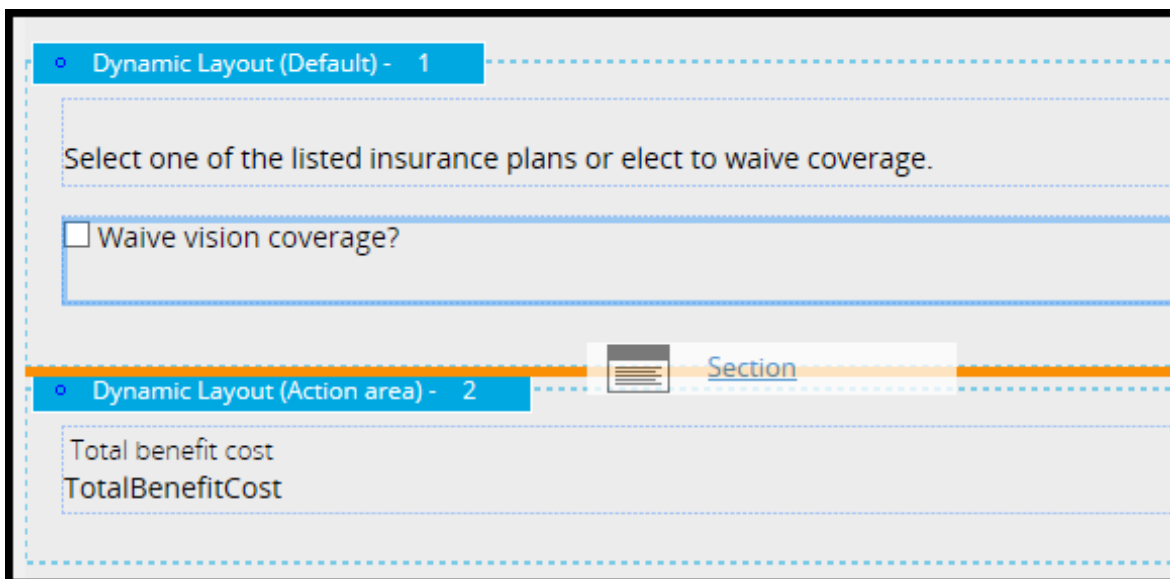 Dynamic Layout (Default) - 1
Select one of the listed insurance plans or elect to waive coverage.
Waive vision coverage?
Section
Dynamic Layout (Action area) - 2
Total benefit cost
TotalBenefitCost